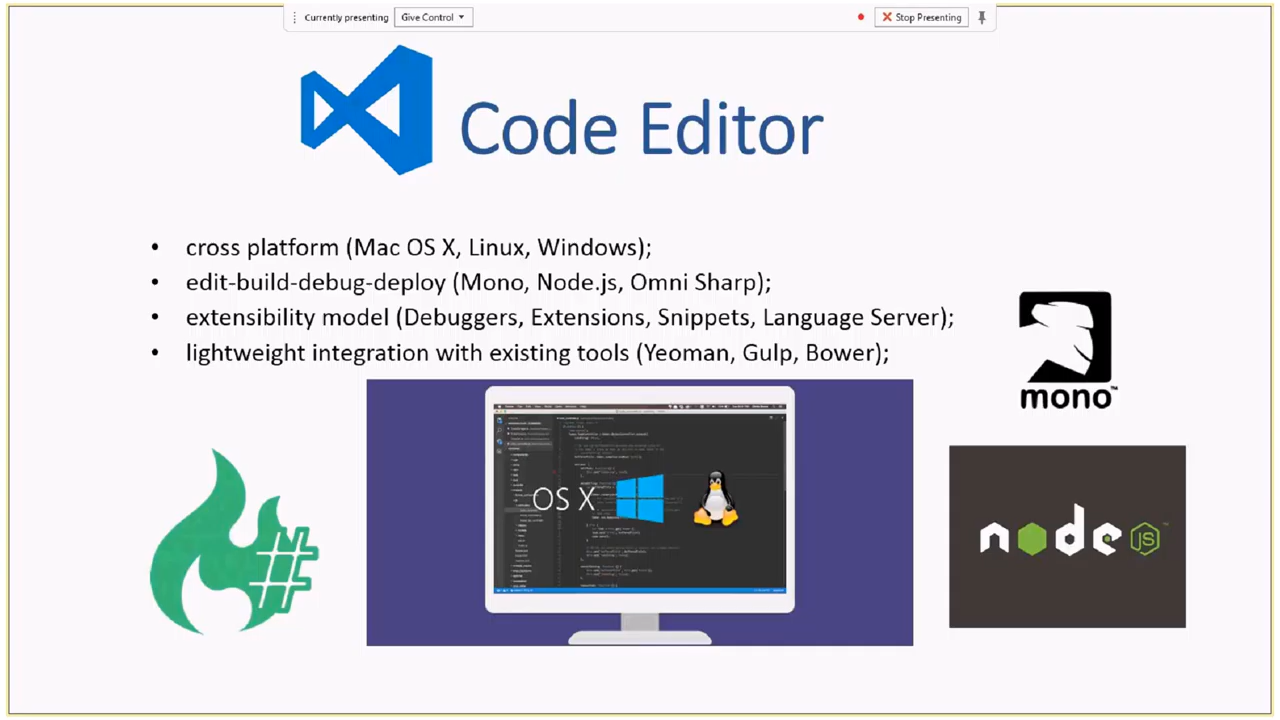 Currently presenting Give Control Stop Presenting
Code Editor
• cross platform (Mac OS X, Linux, Windows);
• edit-build-debug-deploy (Mono, Node.js, Omni Sharp);
• extensibility model (Debuggers, Extensions, Snippets, Language Server);
• lightweight integration with existing tools (Yeoman, Gulp, Bower);
mono™
OS X
#
node JS™